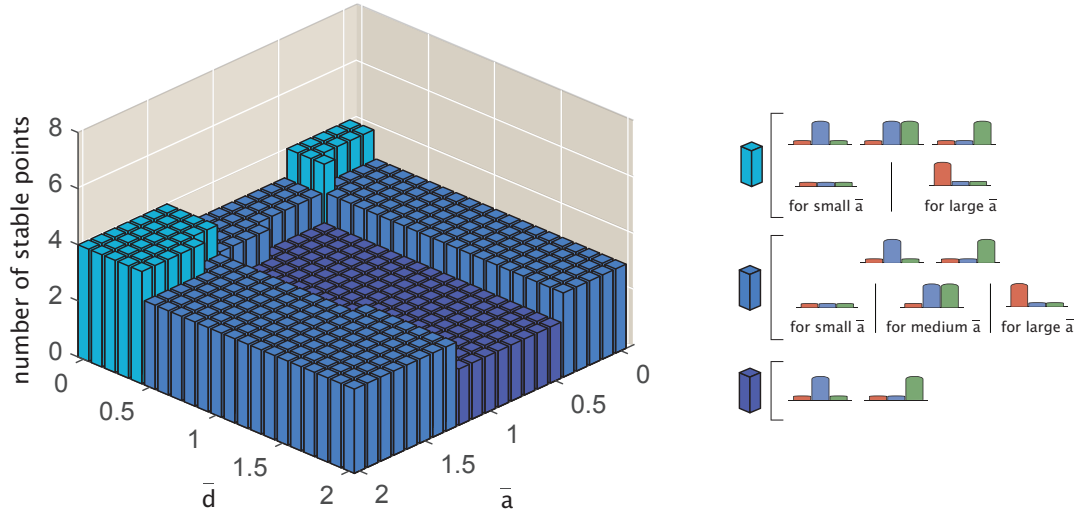 number of stable points
8
6
4
2
0
0
0.5
1
1.5
2
d̅
2
1.5
1
0.5
0
a̅
for small a̅
for large a̅
for small a̅
for medium a̅
for large a̅